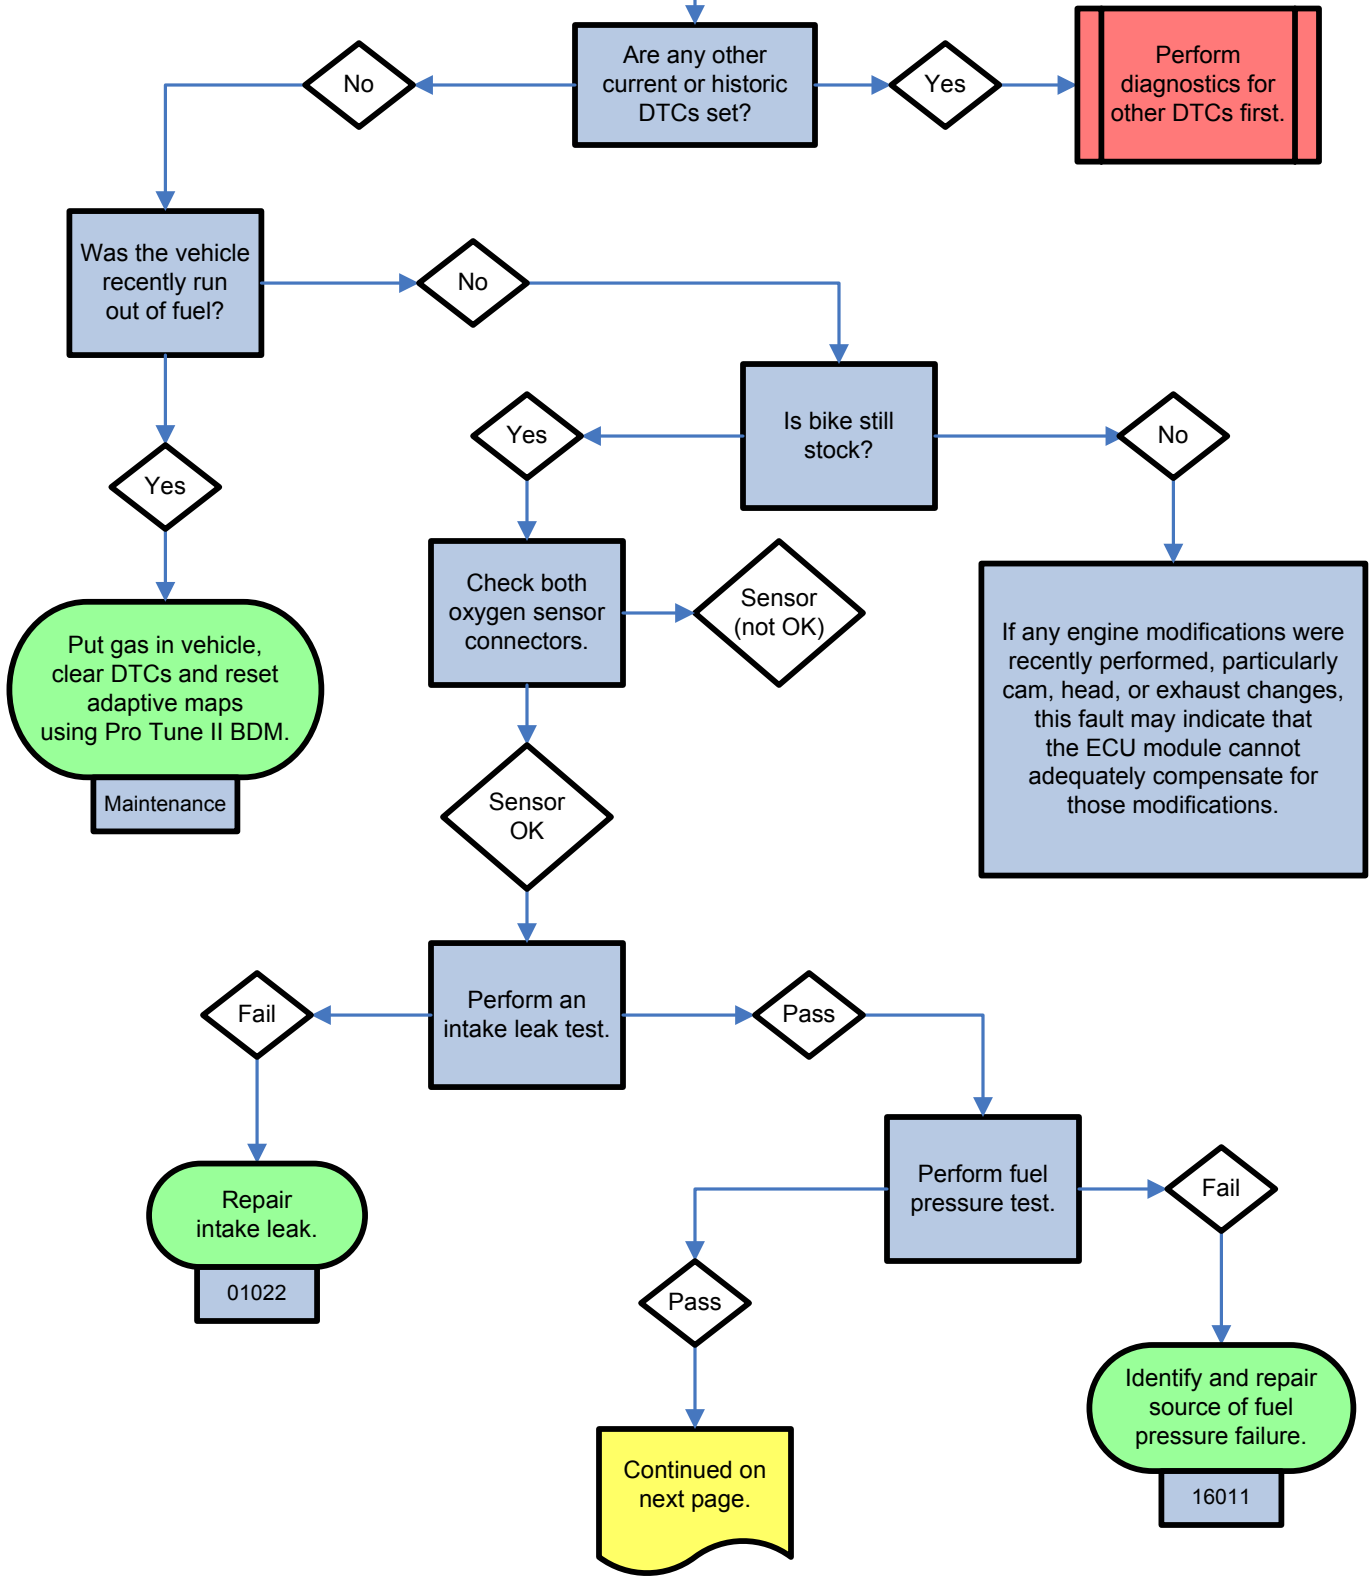 Are any other
current or historic
DTCs set?
No
Yes
Perform
diagnostics for
other DTCs first.
Was the vehicle
recently run
out of fuel?
No
Is bike still
stock?
Yes
No
Yes
Check both
oxygen sensor
connectors.
Sensor
(not OK)
If any engine modifications were
recently performed, particularly
cam, head, or exhaust changes,
this fault may indicate that
the ECU module cannot
adequately compensate for
those modifications.
Put gas in vehicle,
clear DTCs and reset
adaptive maps
using Pro Tune II BDM.
Maintenance
Sensor
OK
Perform an
intake leak test.
Fail
Pass
Repair
intake leak.
01022
Perform fuel
pressure test.
Fail
Pass
Identify and repair
source of fuel
pressure failure.
16011
Continued on
next page.